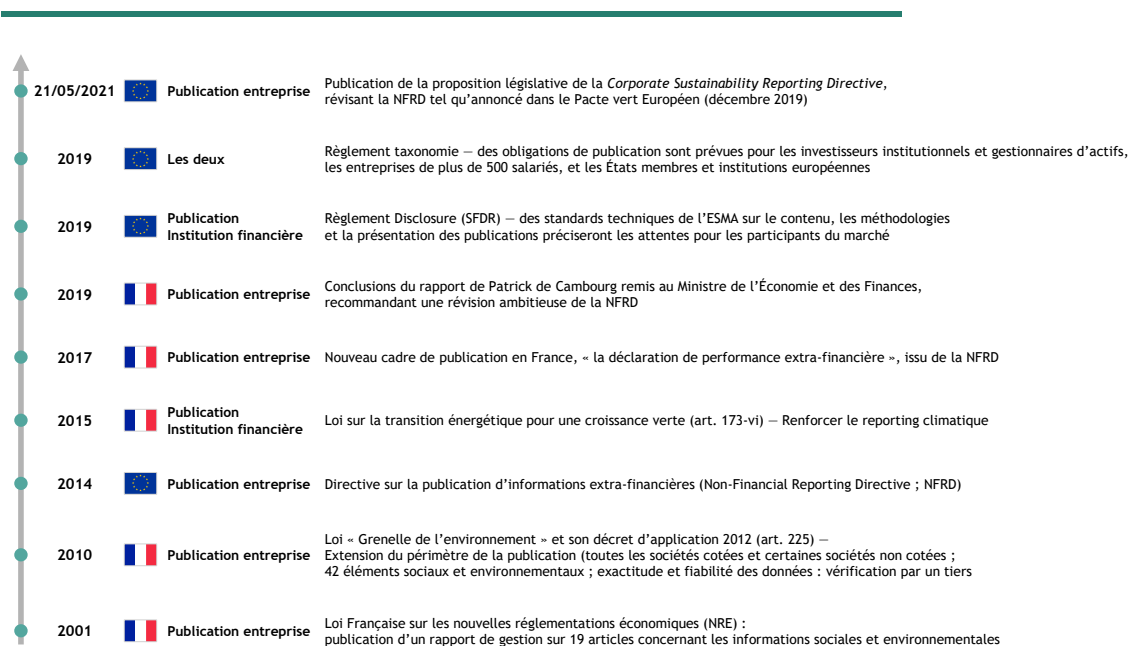 21/05/2021
Publication entreprise
Publication de la proposition législative de la Corporate Sustainability Reporting Directive,
révisant la NFRD tel qu’annoncé dans le Pacte vert Européen (décembre 2019)
2019
Les deux
Règlement taxonomie — des obligations de publication sont prévues pour les investisseurs institutionnels et gestionnaires d’actifs,
les entreprises de plus de 500 salariés, et les États membres et institutions européennes
2019
Publication
Institution financière
Règlement Disclosure (SFDR) — des standards techniques de l’ESMA sur le contenu, les méthodologies
et la présentation des publications préciseront les attentes pour les participants du marché
2019
Publication entreprise
Conclusions du rapport de Patrick de Cambourg remis au Ministre de l’Économie et des Finances,
recommandant une révision ambitieuse de la NFRD
2017
Publication entreprise
Nouveau cadre de publication en France, « la déclaration de performance extra-financière », issu de la NFRD
2015
Publication
Institution financière
Loi sur la transition énergétique pour une croissance verte (art. 173-vi) — Renforcer le reporting climatique
2014
Publication entreprise
Directive sur la publication d’informations extra-financières (Non-Financial Reporting Directive ; NFRD)
2010
Publication entreprise
Loi « Grenelle de l’environnement » et son décret d’application 2012 (art. 225) —
Extension du périmètre de la publication (toutes les sociétés cotées et certaines sociétés non cotées ;
42 éléments sociaux et environnementaux ; exactitude et fiabilité des données : vérification par un tiers
2001
Publication entreprise
Loi Française sur les nouvelles réglementations économiques (NRE) :
publication d’un rapport de gestion sur 19 articles concernant les informations sociales et environnementales